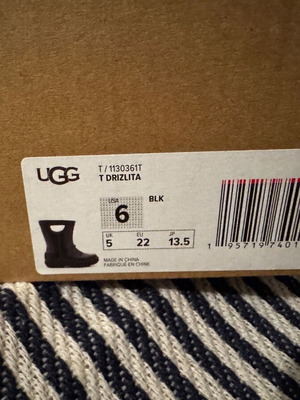 UGG
T / 1130361T
T DRIZLITA
USA
6
BLK
UK
5
EU
22
JP
13.5
MADE IN CHINA
FABRIQUÉ EN CHINE
1 95719 7401